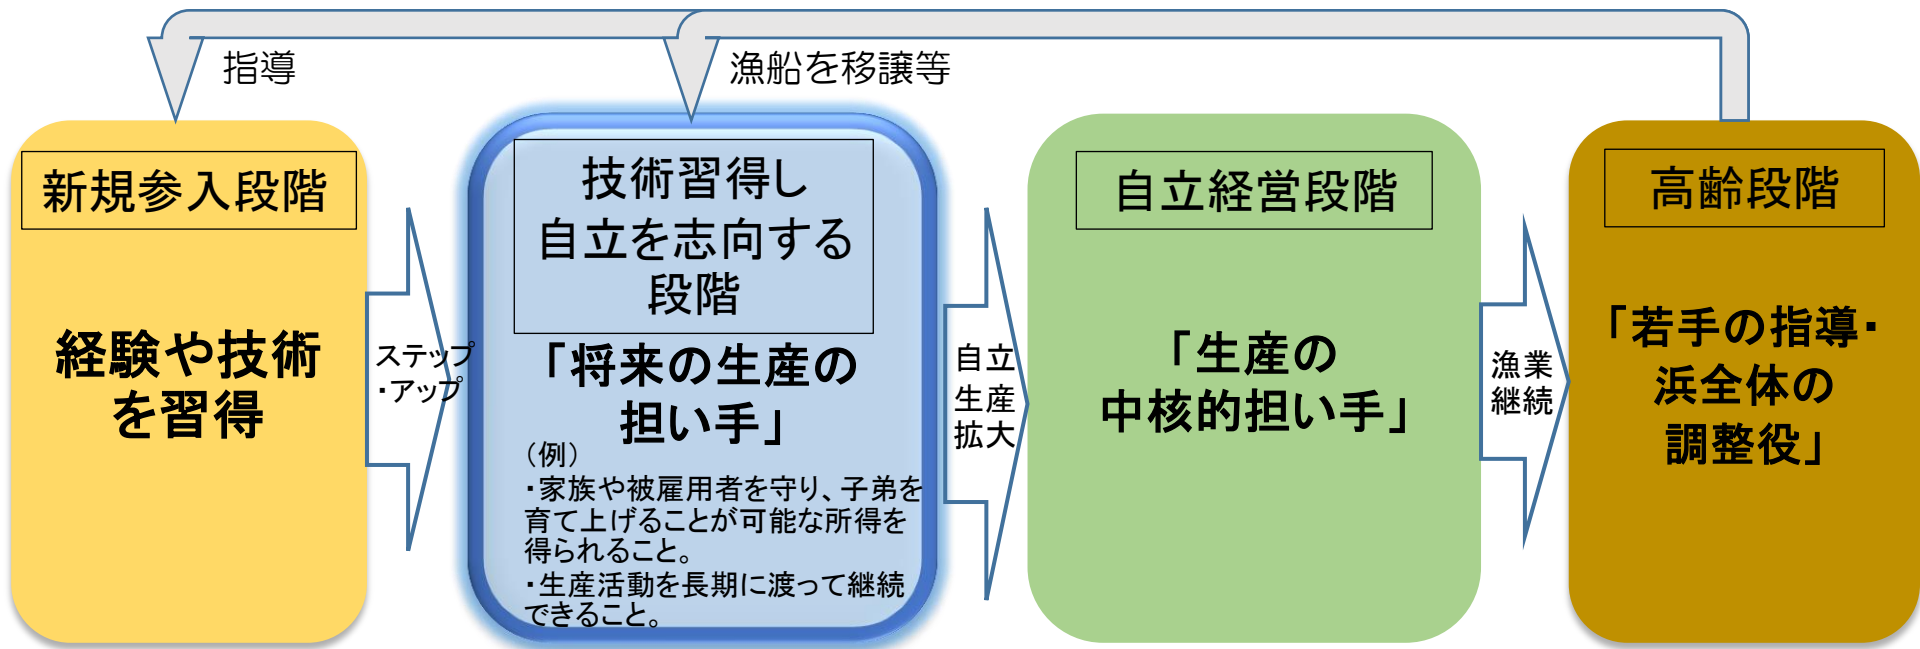 指導
漁船を移譲等
新規参入段階
経験や技術
を習得
ステップ
・アップ
技術習得し
自立を志向する
段階
「将来の生産の
担い手」
（例）
・家族や被雇用者を守り、子弟を
育て上げることが可能な所得を
得られること。
・生産活動を長期に渡って継続
できること。
自立
生産
拡大
自立経営段階
「生産の
中核的担い手」
漁業
継続
高齢段階
「若手の指導・
浜全体の
調整役」